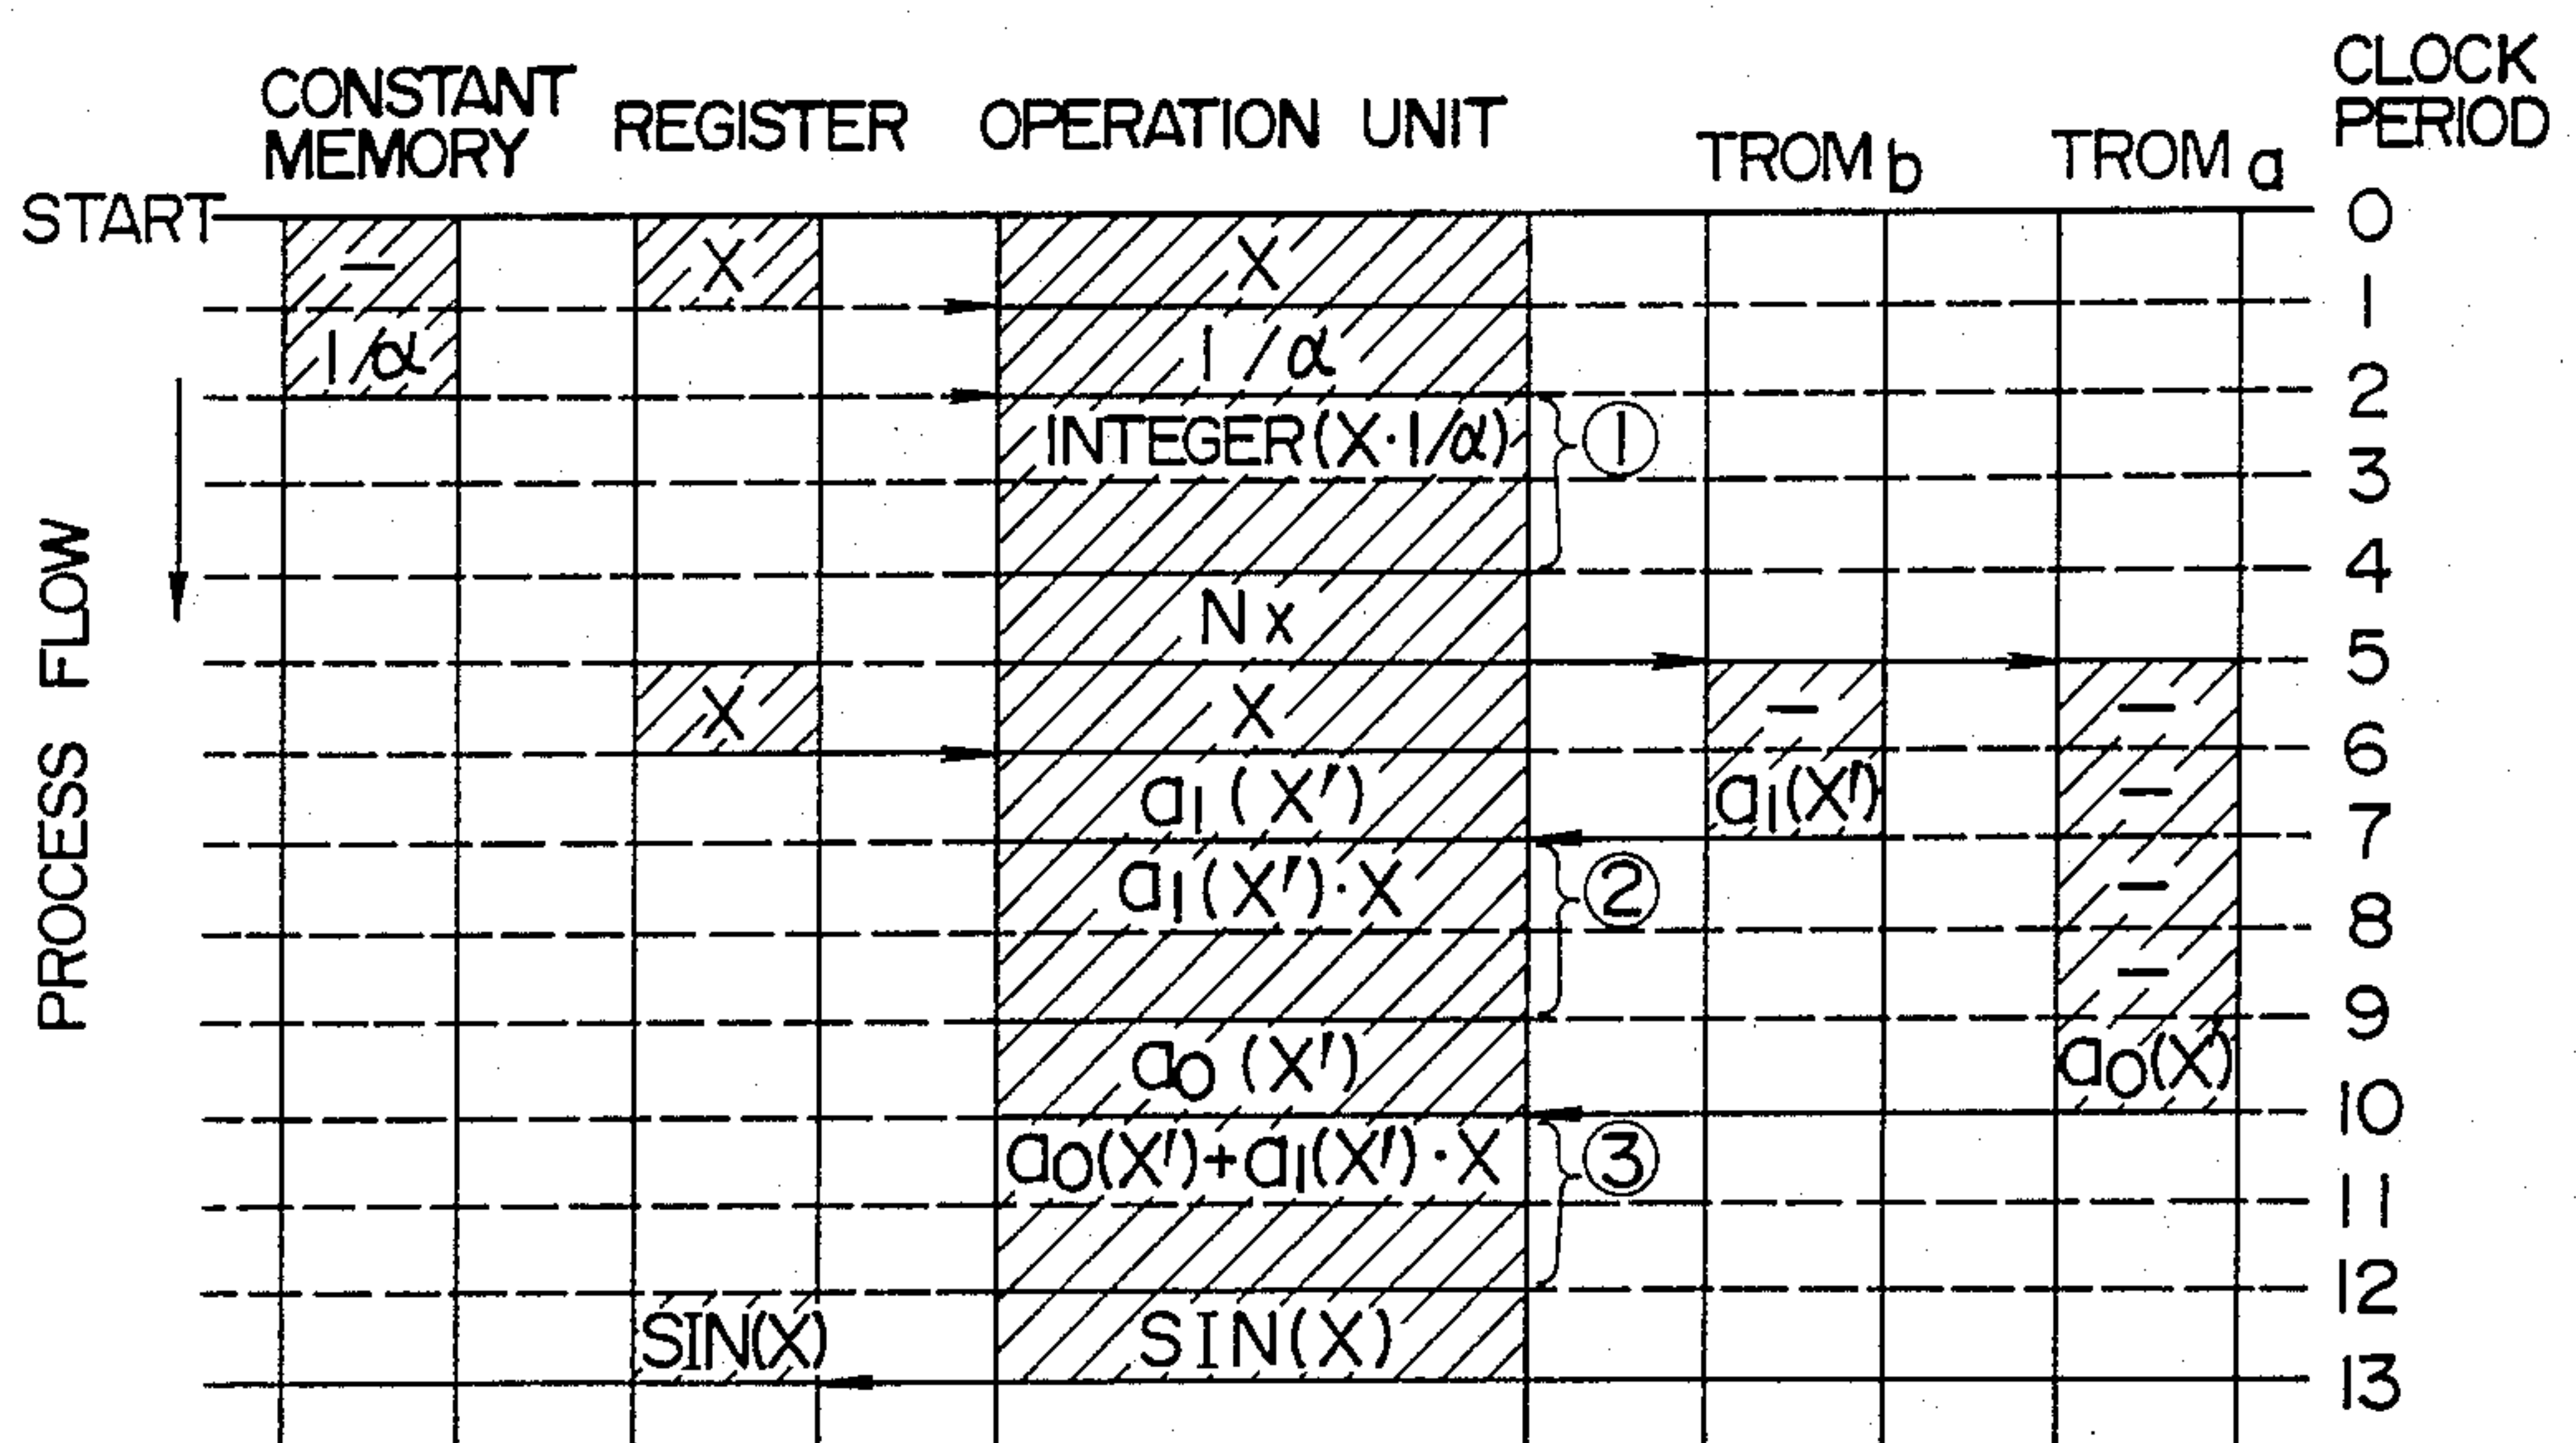 CONSTANT MEMORY
REGISTER
OPERATION UNIT
TROM b
TROM a
CLOCK PERIOD
START
0
— X X
1
1/α 1/α
2
INTEGER(X·1/α) ①
3
4
PROCESS FLOW
Nx
5
X X — —
6
a1(X') a1(X') —
7
a1(X')·X ② —
8
—
9
a0(X') a0(X')
10
a0(X')+a1(X')·X ③
11
12
SIN(X) SIN(X)
13